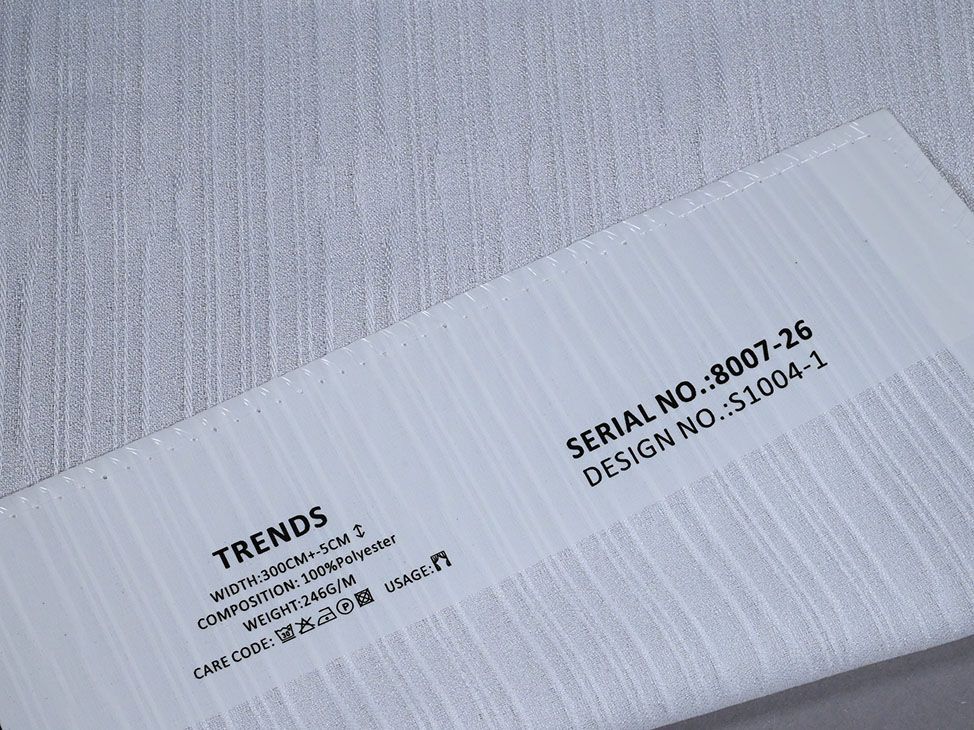 TRENDS
WIDTH:300CM+-5CM
COMPOSITION: 100%Polyester
WEIGHT:246G/M
CARE CODE: 30 P USAGE:
SERIAL NO.:8007-26
DESIGN NO.:S1004-1